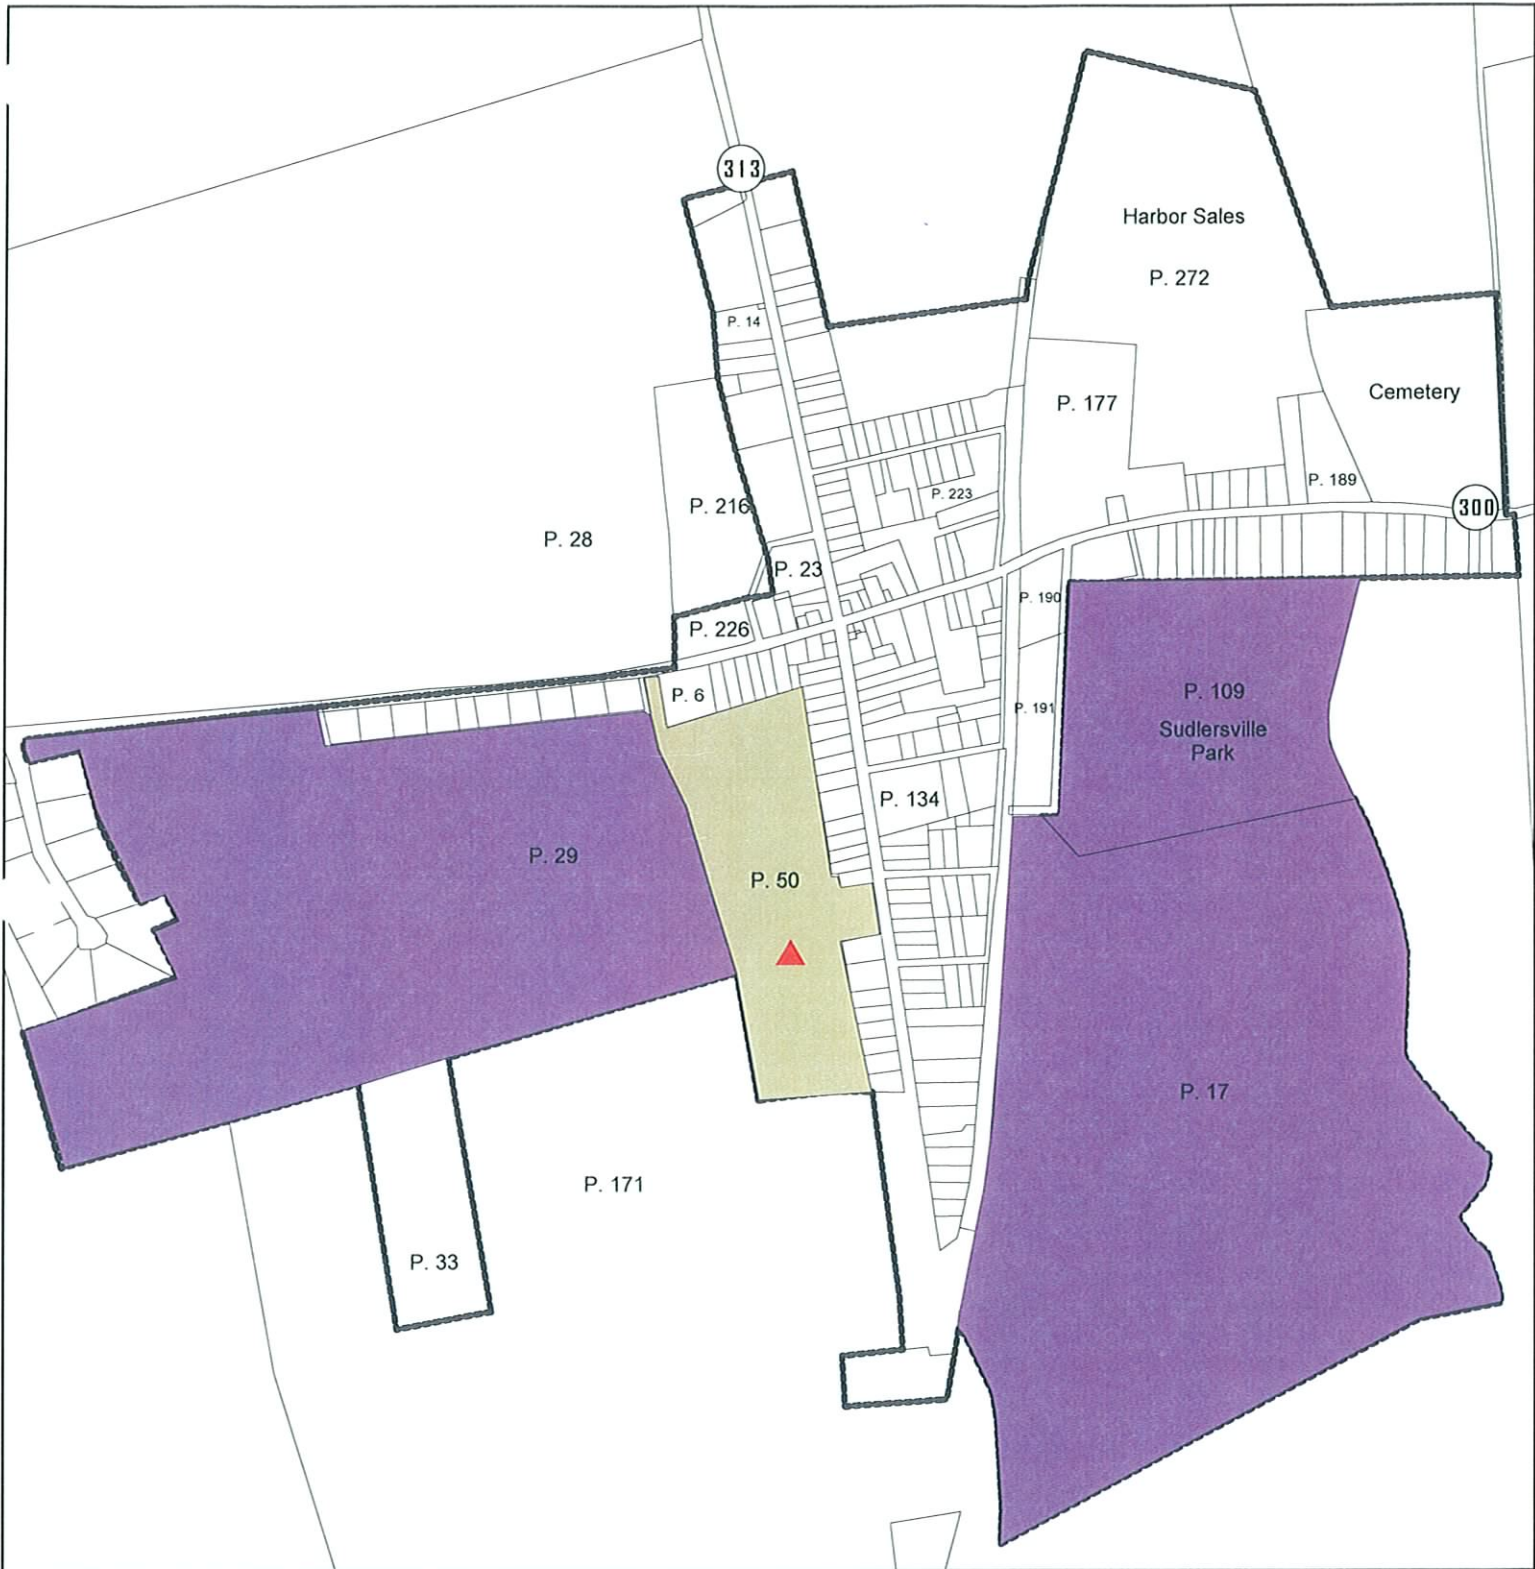 313
Harbor Sales
P. 272
P. 14
Cemetery
P. 177
P. 189
P. 223
P. 216
300
P. 28
P. 23
P. 190
P. 226
P. 6
P. 109
P. 191
Sudlersville
Park
P. 134
P. 29
P. 50
P. 17
P. 171
P. 33